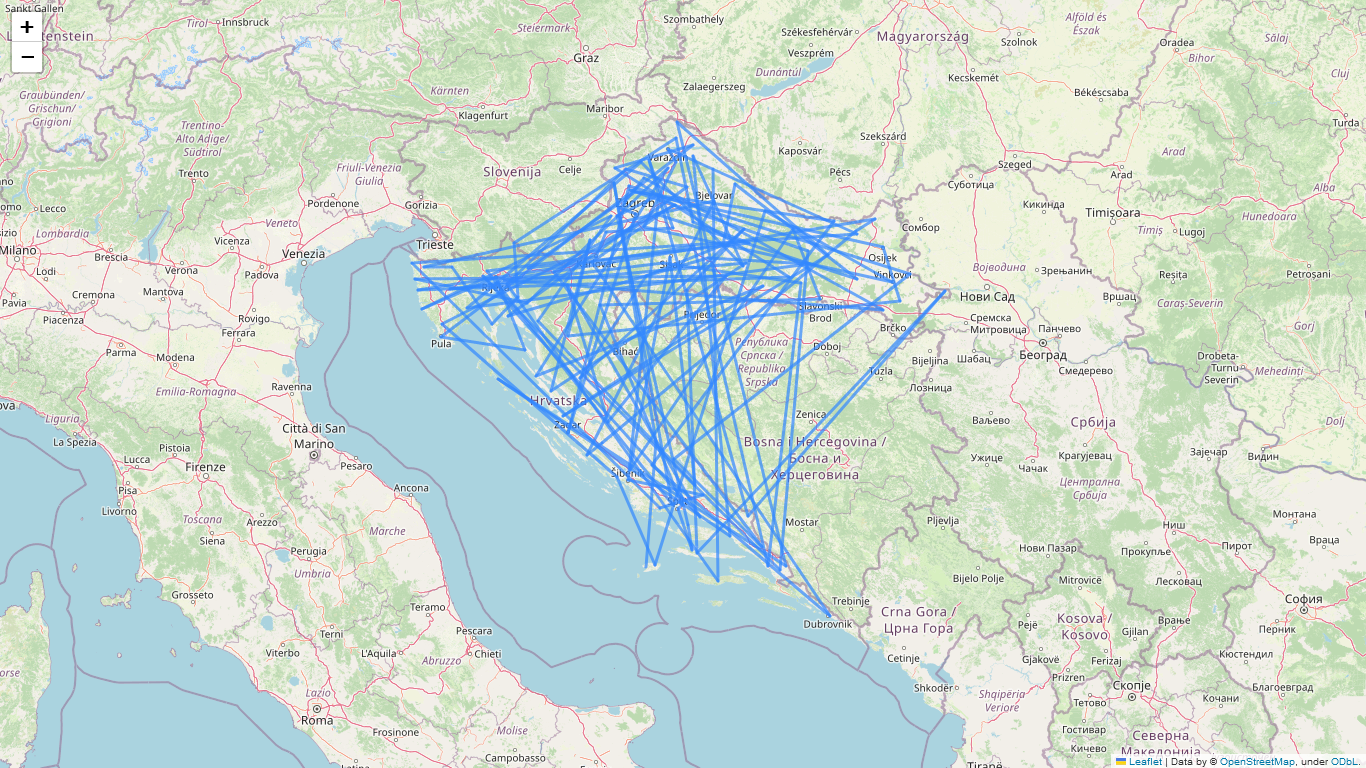 Sankt Gallen
Tirol
Innsbruck
Steiermark
Szombathely
Székesfehérvár
Veszprém
Magyarország
Szolnok
Alföld és
Észak
Oradea
Bihor
Sălaj
Cluj
+
−
Graz
Dunántúl
Zalaegerszeg
Kecskemét
Békéscsaba
Turda
Graubünden/
Grischun/
Grigioni
Kärnten
Klagenfurt
Maribor
Trentino-
Alto Adige/
Südtirol
Trento
Friuli-Venezia
Giulia
Slovenija
Celje
Varaždin
Kaposvár
Szekszárd
Pécs
Szeged
Arad
Arad
Alba
Суботица
Кикинда
Timișoara
Timiș
Lugoj
Hunedoara
Сомбор
Lecco
Lombardia
Milano
Lodi
Bergamo
Brescia
Vicenza
Veneto
Pordenone
Gorizia
Trieste
Venezia
Verona
Padova
Zagreb
Bjelovar
Osijek
Vinkovci
Војводина
Зрењанин
Reșița
Petroșani
Pavia
Cremona
Mantova
Rovigo
Ferrara
Piacenza
Parma
Modena
Karlovac
Sisak
Rijeka
Pula
Prijedor
Slavonski
Brod
Brčko
Doboj
Нови Сад
Сремска
Митровица
Вршац
Панчево
Београд
Caraș-Severin
Gorj
Република
Српска /
Republika
Srpska
Bihać
Tuzla
Bijeljina
Шабац
Смедерево
Drobeta-
Turnu
Severin
Mehedinți
Emilia-Romagna
Ravenna
Liguria
La Spezia
Città di San
Marino
Hrvatska
Zadar
Zenica
Лозница
Ваљево
Србија
Dolj
Видин
Pistoia
Lucca
Firenze
Pesaro
Pisa
Livorno
Ancona
Šibenik
Split
Bosna i Hercegovina /
Босна и
Херцеговина
Ужице
Чачак
Крагујевац
Зајечар
Централна
Србија
Toscana
Arezzo
Siena
Marche
Perugia
Umbria
Mostar
Pljevlja
Ниш
Пирот
Монтана
Враца
Нови Пазар
Прокупље
Grosseto
Teramo
Terni
Viterbo
L'Aquila
Pescara
Chieti
Abruzzo
Trebinje
Dubrovnik
Bijelo Polje
Mitrovicë
Лесковац
Crna Gora /
Црна Гора
Pejë
Kosova /
Kosovo
Gjilan
Врање
София
Перник
Кюстендил
Cetinje
Gjakovë
Ferizaj
Prizren
Скопје
Благоевград
Shkodër
Shqipëria
Veriore
Тетово
Кочани
Гостивар
Кичево
Северна
Македонија
Lazio
Roma
Frosinone
Molise
Campobasso
Tiranë
Leaflet | Data by © OpenStreetMap, under ODbL.